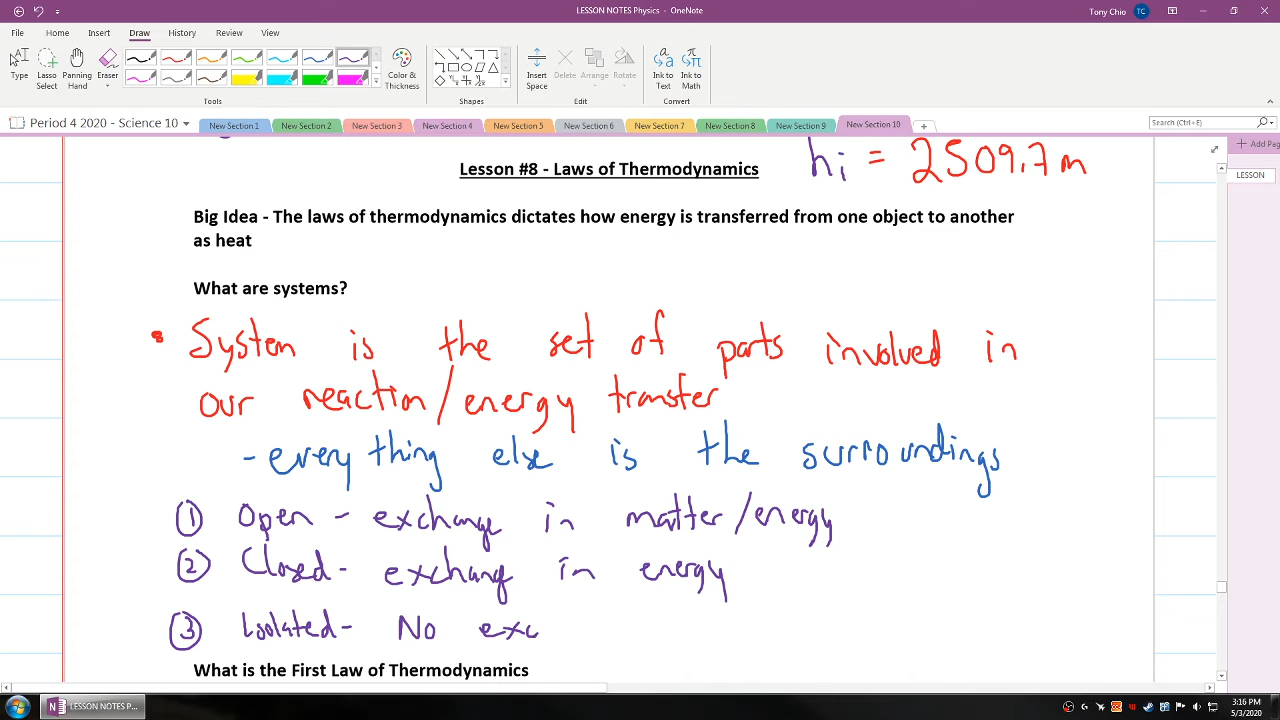 LESSON NOTES Physics - OneNote
Tony Chio TC
File Home Insert Draw History Review View
Type Lasso Select Panning Hand Eraser Color & Thickness Insert Space Delete Arrange Rotate Ink to Text Ink to Math
Tools Shapes Edit Convert
Period 4 2020 - Science 10 New Section 1 New Section 2 New Section 3 New Section 4 New Section 5 New Section 6 New Section 7 New Section 8 New Section 9 New Section 10 Search (Ctrl+E)
Add Pag
LESSON
hi = 2509.7 m
Lesson #8 - Laws of Thermodynamics
Big Idea - The laws of thermodynamics dictates how energy is transferred from one object to another
as heat
What are systems?
• System is the set of parts involved in
our reaction/energy transfer
- everything else is the surroundings
① Open - exchange in matter/energy
② Closed - exchange in energy
③ Isolated - No exc
What is the First Law of Thermodynamics
LESSON NOTES P...
3:16 PM
5/3/2020